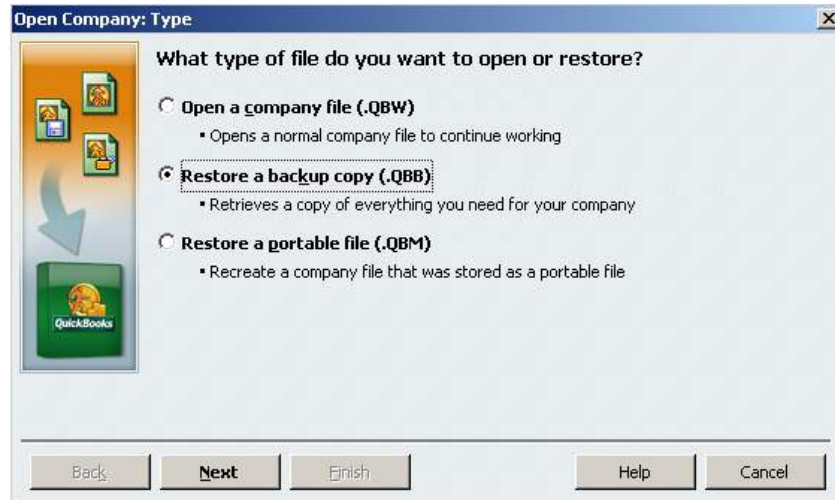 Open Company: Type
What type of file do you want to open or restore?
Open a company file (.QBW)
▪ Opens a normal company file to continue working
Restore a backup copy (.QBB)
▪ Retrieves a copy of everything you need for your company
Restore a portable file (.QBM)
▪ Recreate a company file that was stored as a portable file
QuickBooks
Back Next Finish Help Cancel